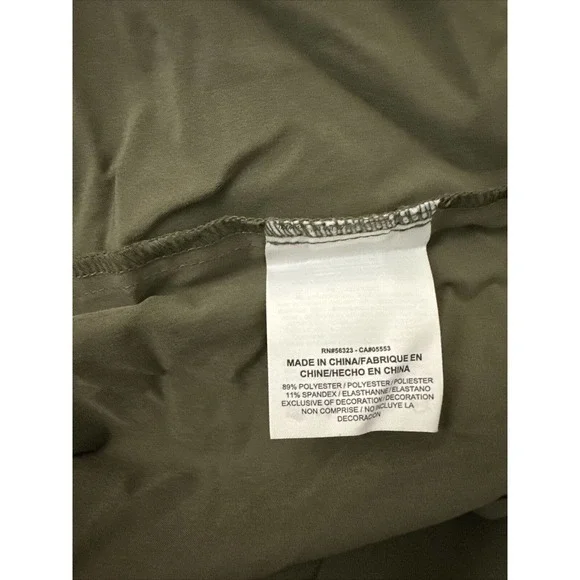 RN#56323 - CA#05553
MADE IN CHINA/FABRIQUE EN
CHINE/HECHO EN CHINA
89% POLYESTER / POLYESTER / POLIESTER
11% SPANDEX / ELASTHANNE / ELASTANO
EXCLUSIVE OF DECORATION / DECORATION
NON COMPRISE / NO INCLUYE LA
DECORACION